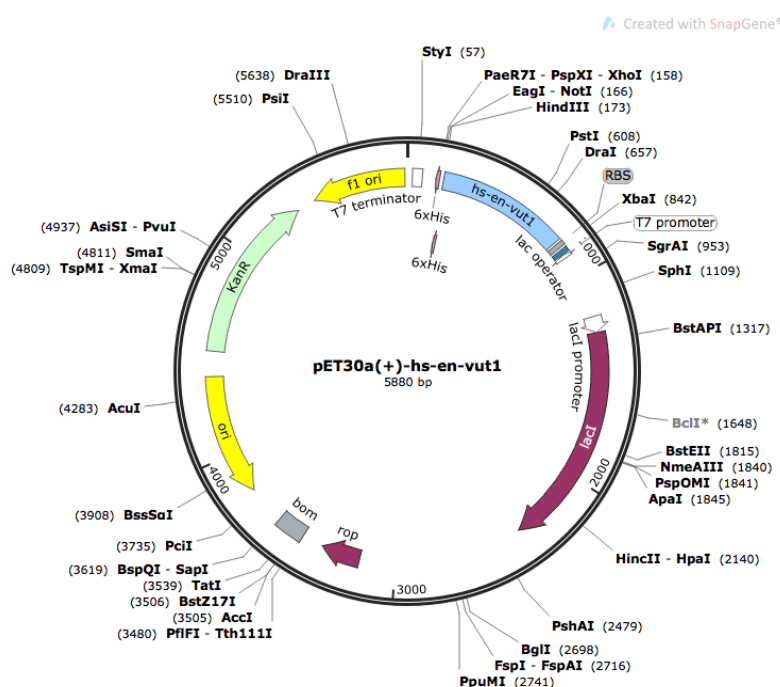 Created with SnapGene®
StyI (57)
PaeR7I - PspXI - XhoI (158)
EagI - NotI (166)
HindIII (173)
PstI (608)
DraI (657)
RBS
XbaI (842)
T7 promoter
SgrAI (953)
SphI (1109)
BstAPI (1317)
BclI* (1648)
BstEII (1815)
NmeAIII (1840)
PspOMI (1841)
ApaI (1845)
HincII - HpaI (2140)
PshAI (2479)
BglI (2698)
FspI - FspAI (2716)
PpuMI (2741)
(3480) PflFI - Tth111I
(3505) AccI
(3506) BstZ17I
(3539) TatI
(3619) BspQI - SapI
(3735) PciI
(3908) BssSαI
(4283) AcuI
(4809) TspMI - XmaI
(4811) SmaI
(4937) AsiSI - PvuI
(5510) PsiI
(5638) DraIII
f1 ori
T7 terminator
6xHis
6xHis
hs-en-vut1
lac operator
lacI promoter
lacI
rop
bom
ori
KanR
1000
2000
3000
4000
5000
pET30a(+)-hs-en-vut1
5880 bp